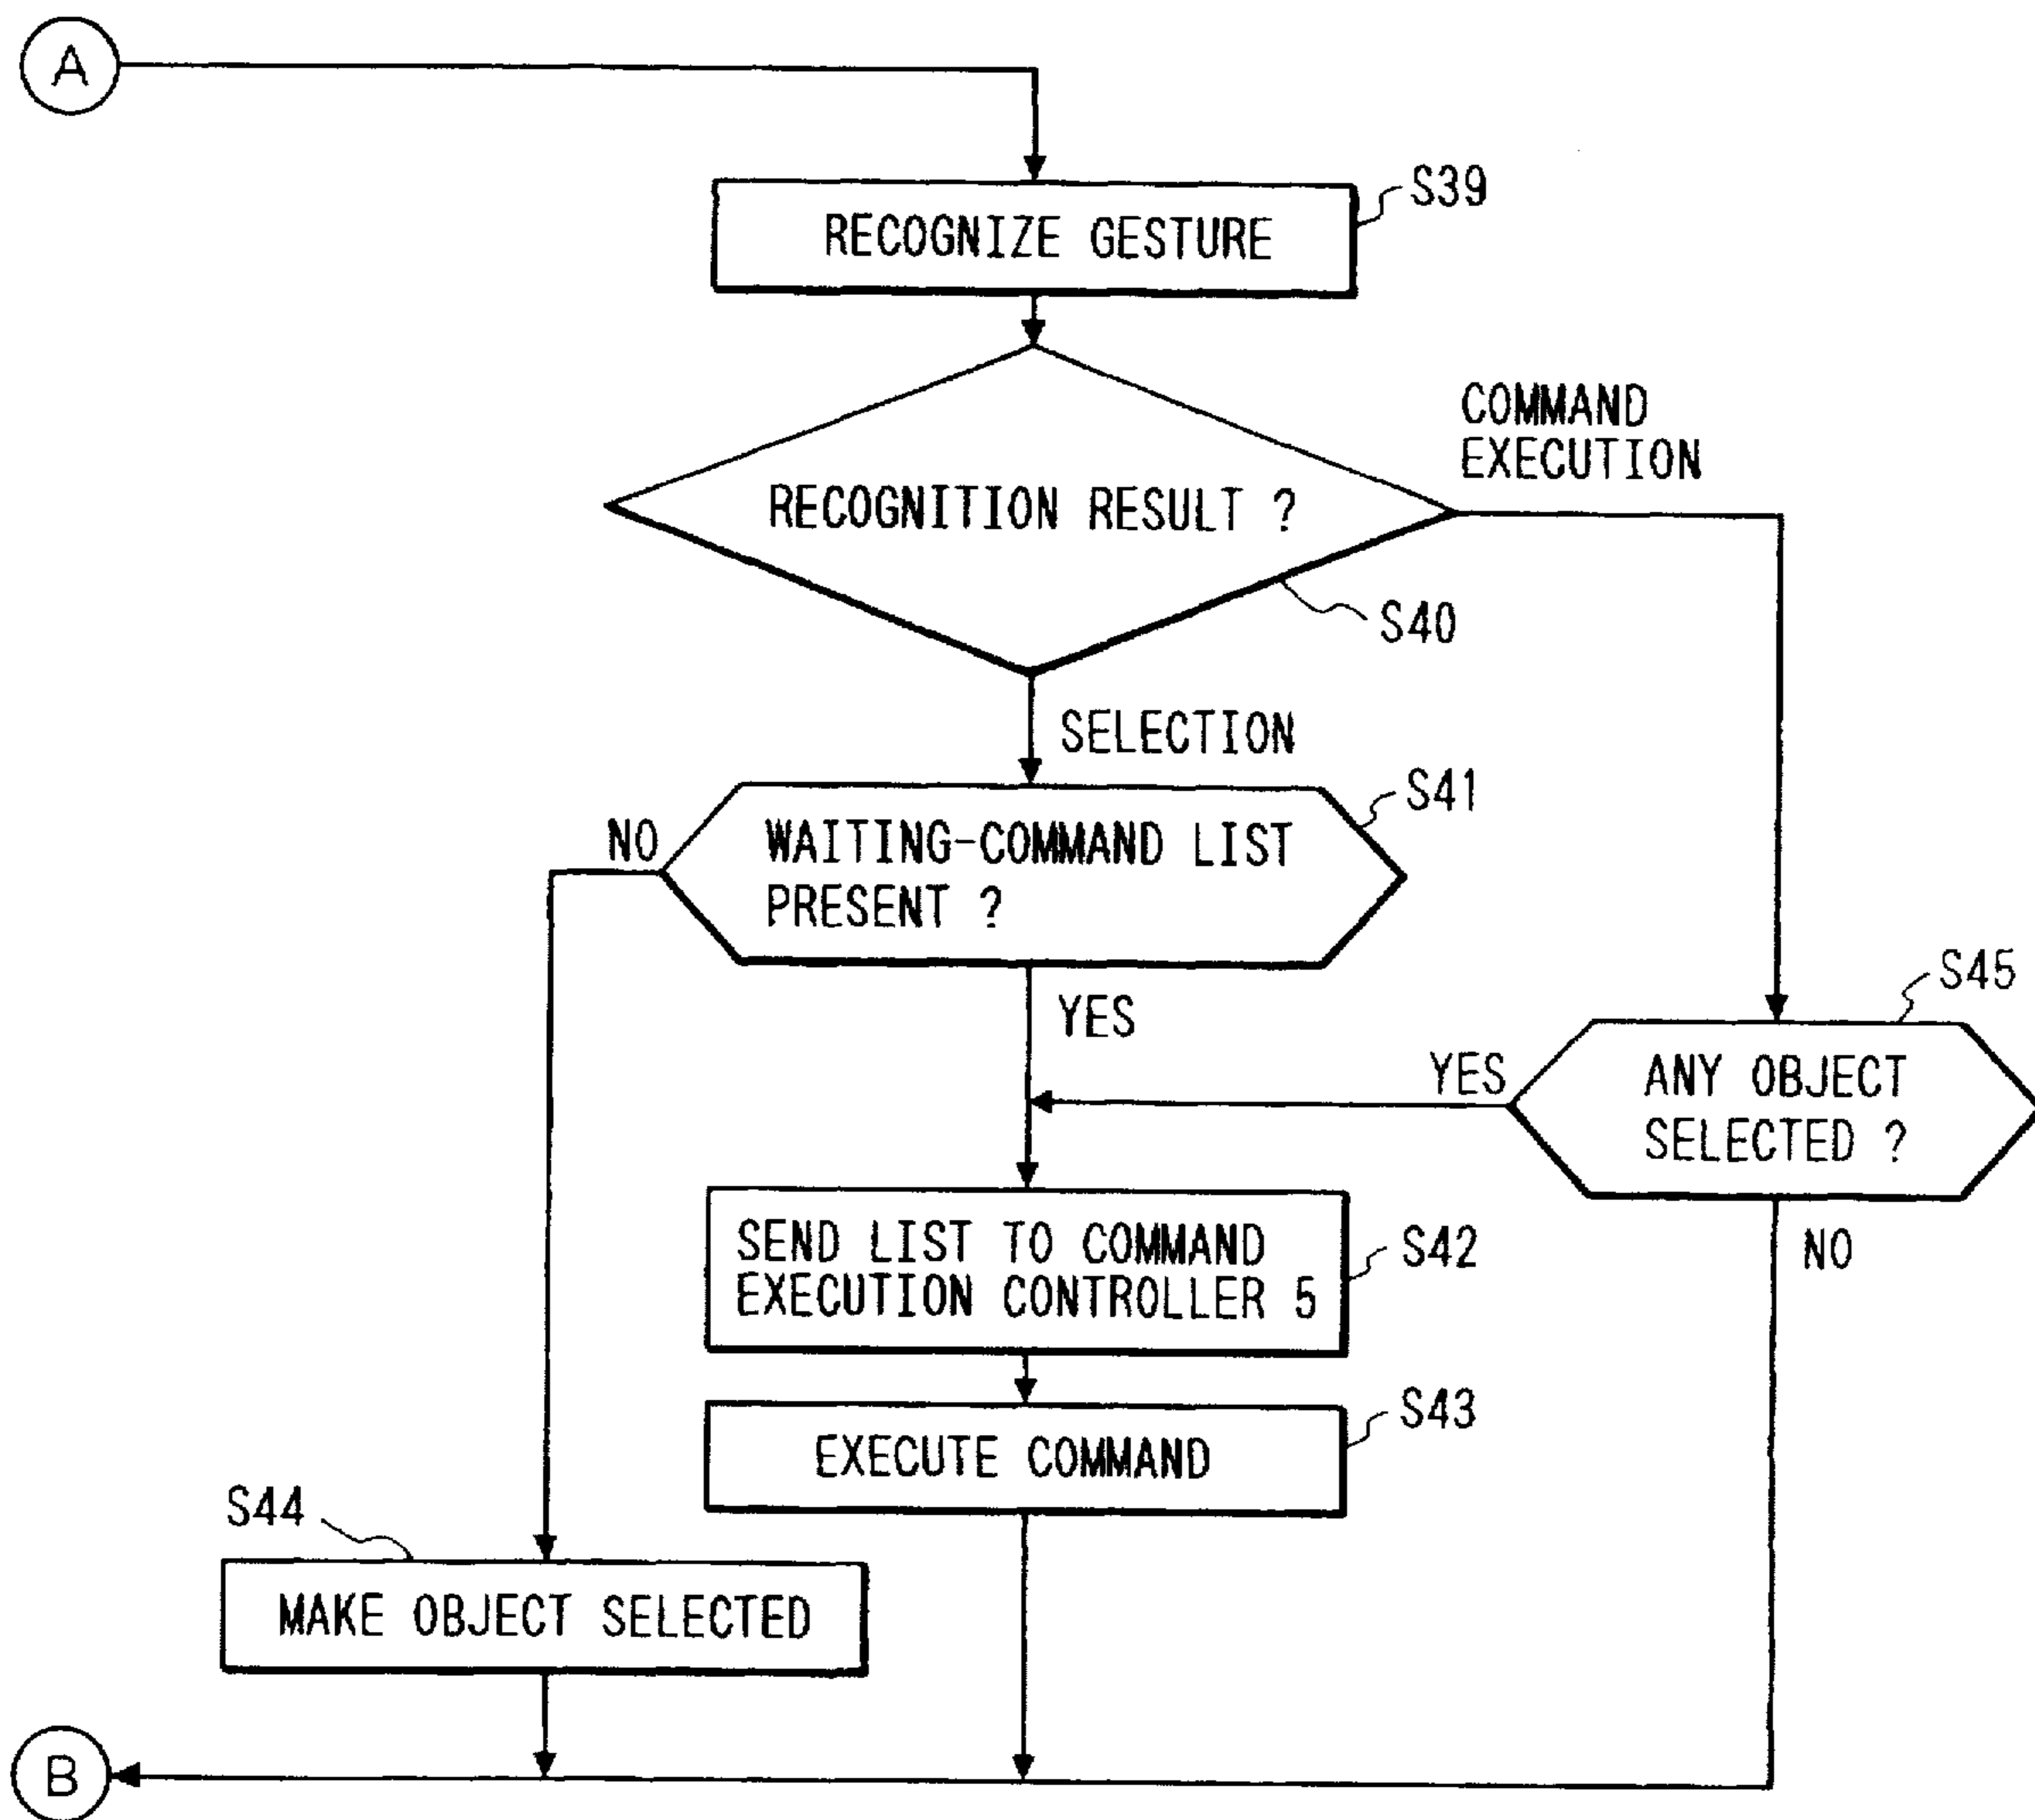 A
S39
RECOGNIZE GESTURE
COMMAND
EXECUTION
RECOGNITION RESULT ?
S40
SELECTION
S41
NO
WAITING-COMMAND LIST
PRESENT ?
YES
S45
YES
ANY OBJECT
SELECTED ?
S42
SEND LIST TO COMMAND
EXECUTION CONTROLLER 5
NO
S43
EXECUTE COMMAND
S44
MAKE OBJECT SELECTED
B